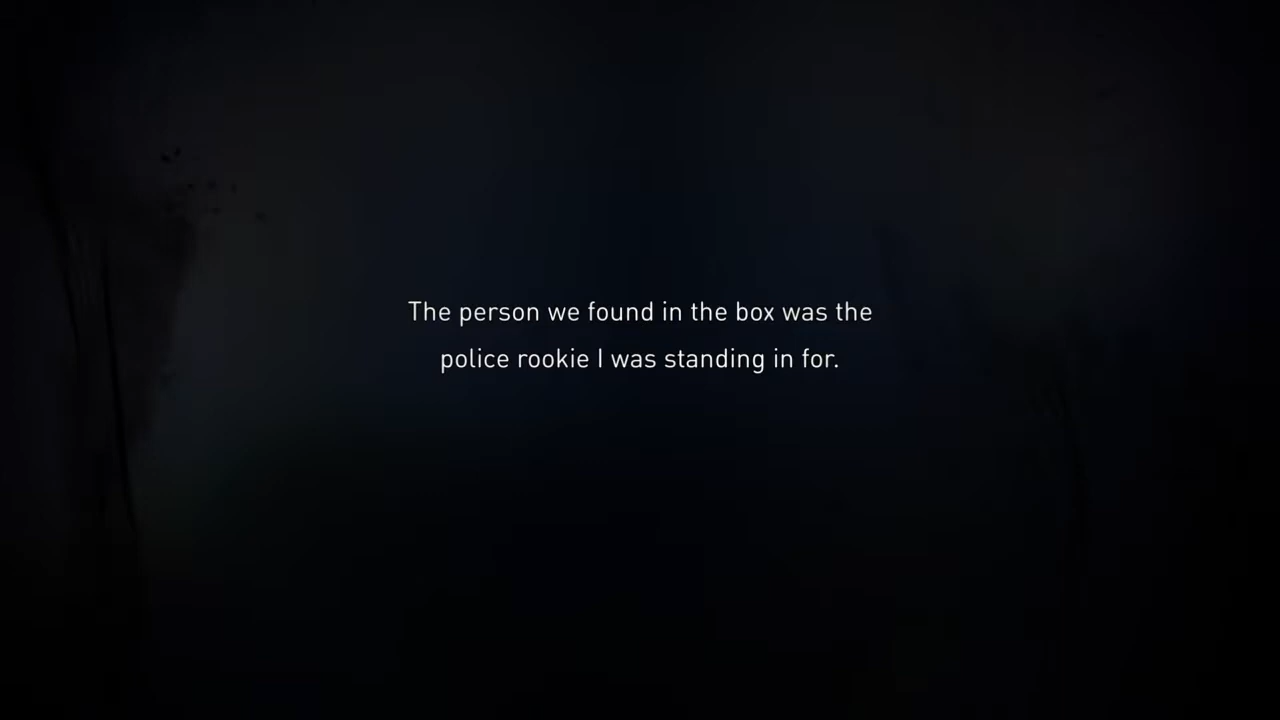 The person we found in the box was the
police rookie I was standing in for.